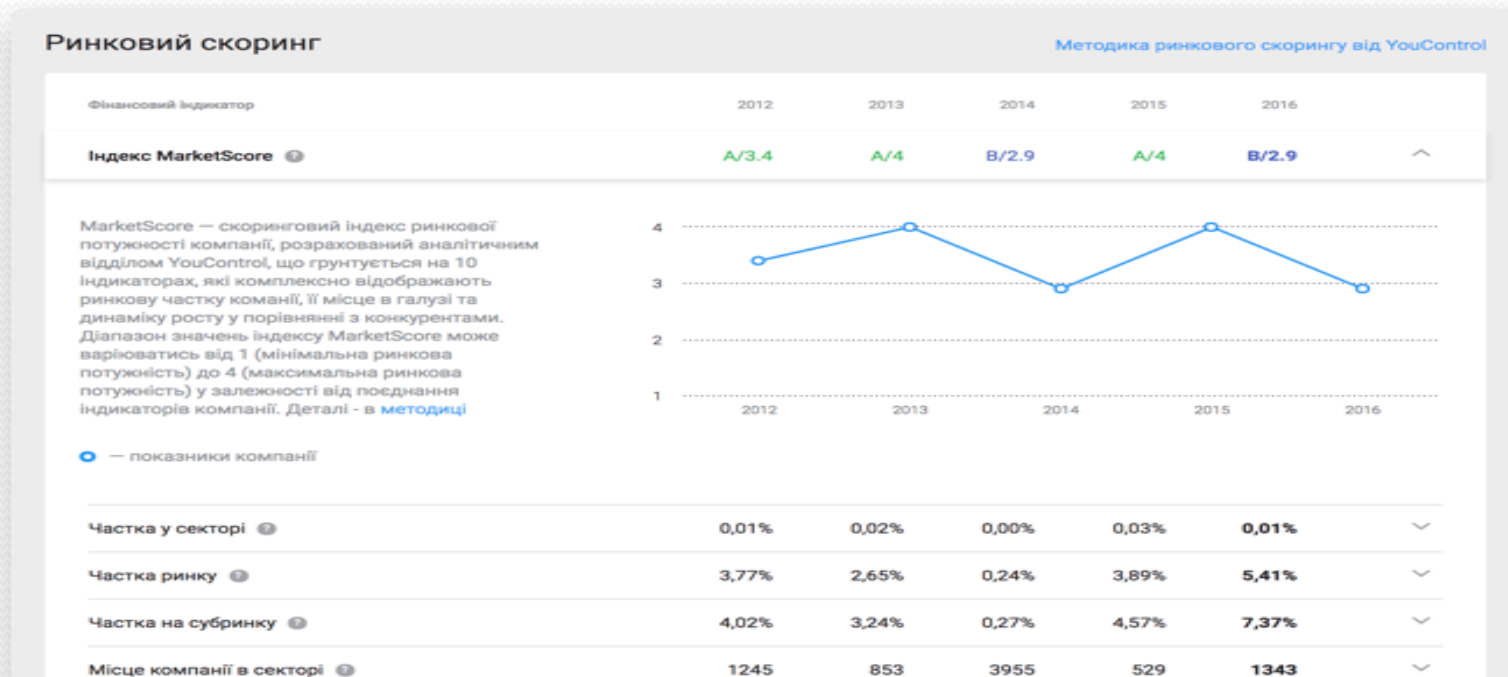 Ринковий скоринг
Методика ринкового скорингу від YouControl
Фінансовий індикатор 2012 2013 2014 2015 2016
Індекс MarketScore ? A/3.4 A/4 B/2.9 A/4 B/2.9
MarketScore — скоринговий індекс ринкової
потужності компанії, розрахований аналітичним
відділом YouControl, що грунтується на 10
індикаторах, які комплексно відображають
ринкову частку команії, її місце в галузі та
динаміку росту у порівнянні з конкурентами.
Діапазон значень індексу MarketScore може
варіюватись від 1 (мінімальна ринкова
потужність) до 4 (максимальна ринкова
потужність) у залежності від поєднання
індикаторів компанії. Деталі - в методиці
— показники компанії
4
3
2
1
2012 2013 2014 2015 2016
Частка у секторі ? 0,01% 0,02% 0,00% 0,03% 0,01%
Частка ринку ? 3,77% 2,65% 0,24% 3,89% 5,41%
Частка на субринку ? 4,02% 3,24% 0,27% 4,57% 7,37%
Місце компанії в секторі ? 1245 853 3955 529 1343